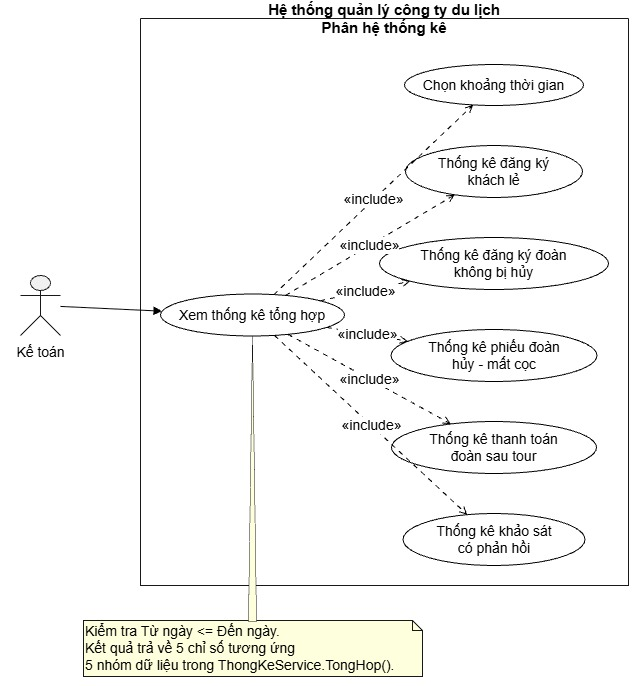 Hệ thống quản lý công ty du lịch
Phân hệ thống kê
Chọn khoảng thời gian
Thống kê đăng ký
khách lẻ
«include»
«include»
Thống kê đăng ký đoàn
không bị hủy
«include»
Kế toán
Xem thống kê tổng hợp
«include»
Thống kê phiếu đoàn
hủy - mất cọc
«include»
«include»
Thống kê thanh toán
đoàn sau tour
Thống kê khảo sát
có phản hồi
Kiểm tra Từ ngày <= Đến ngày.
Kết quả trả về 5 chỉ số tương ứng
5 nhóm dữ liệu trong ThongKeService.TongHop().